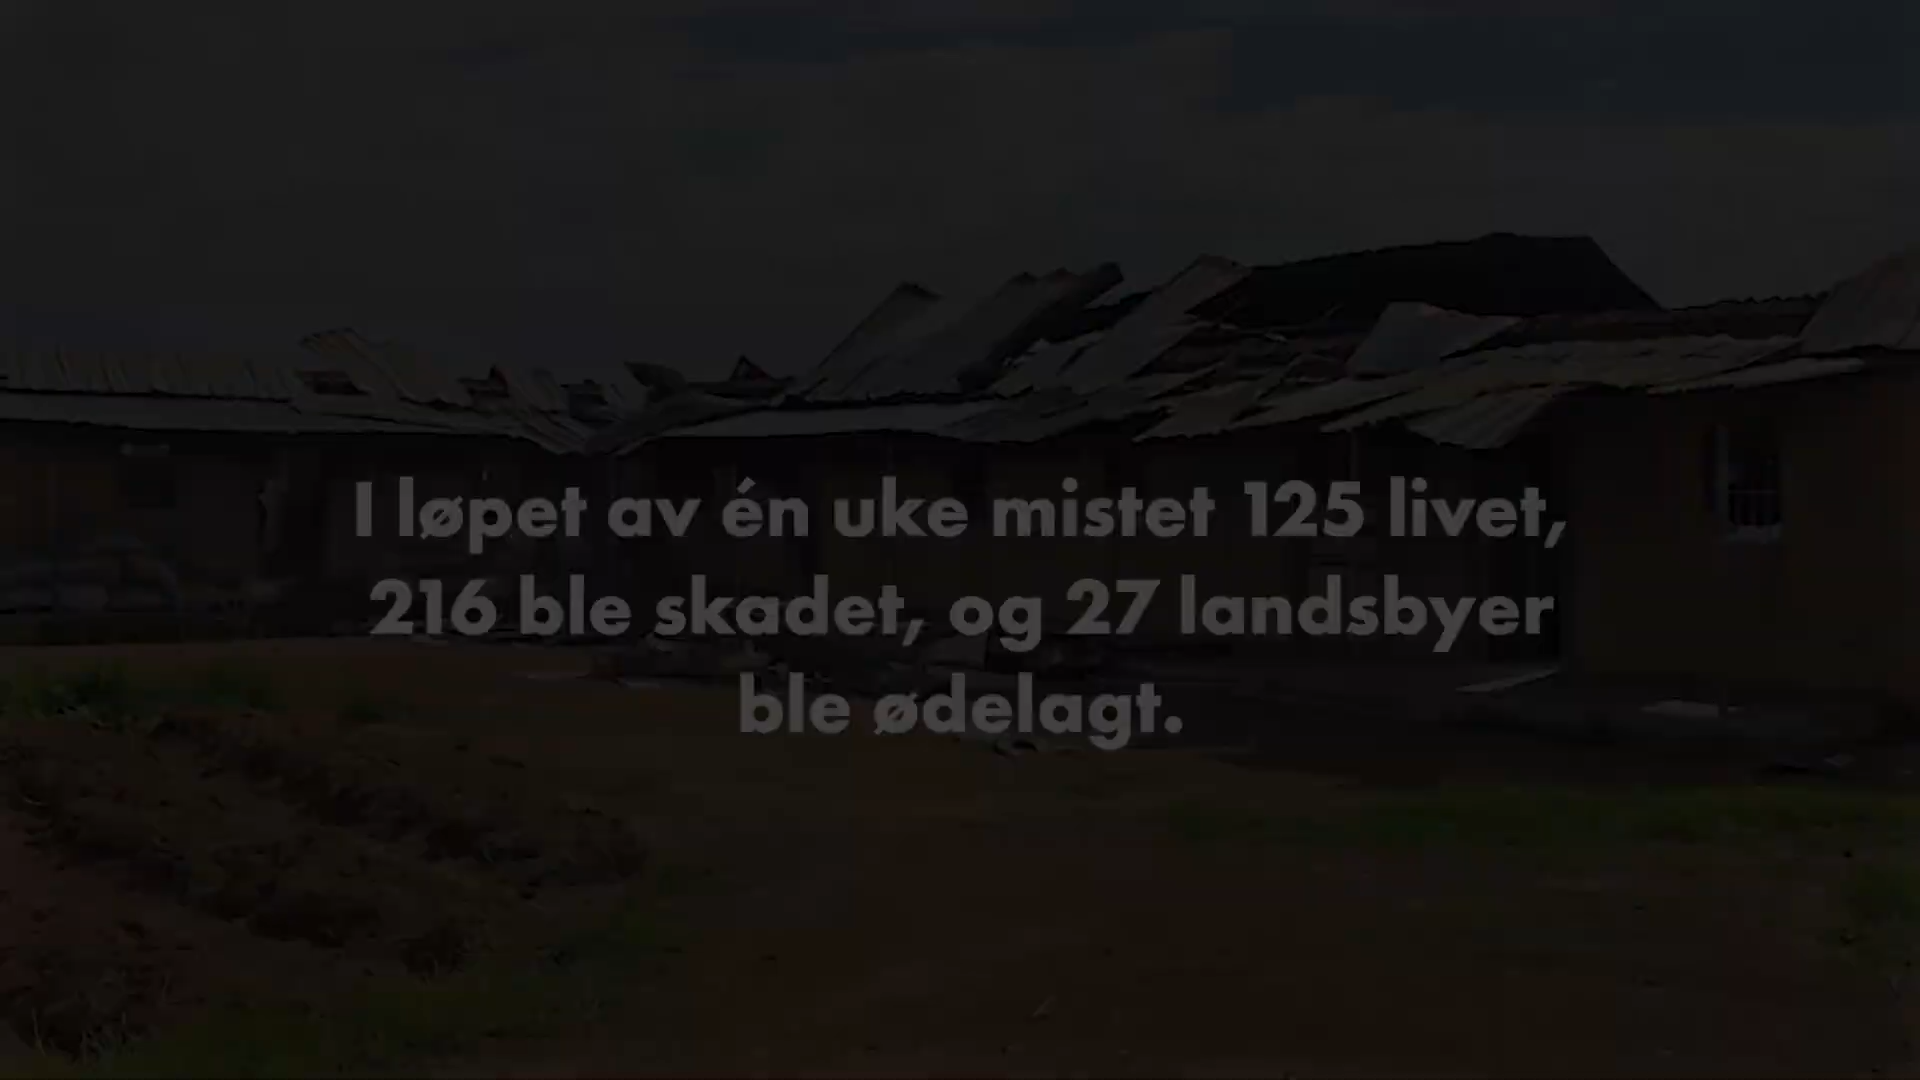 I løpet av én uke mistet 125 livet,
216 ble skadet, og 27 landsbyer
ble ødelagt.